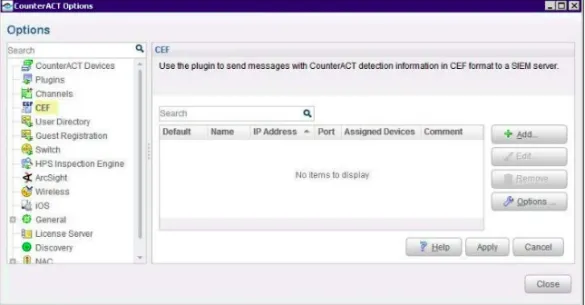 CounterACT Options
Options
Search
CounterACT Devices
Plugins
Channels
CEF
User Directory
Guest Registration
Switch
HPS Inspection Engine
ArcSight
Wireless
iOS
General
License Server
Discovery
NAC
CEF
Use the plugin to send messages with CounterACT detection information in CEF format to a SIEM server.
Search
Default Name IP Address Port Assigned Devices Comment
No items to display
Add...
Edit
Remove
Options ...
Help Apply Cancel
Close